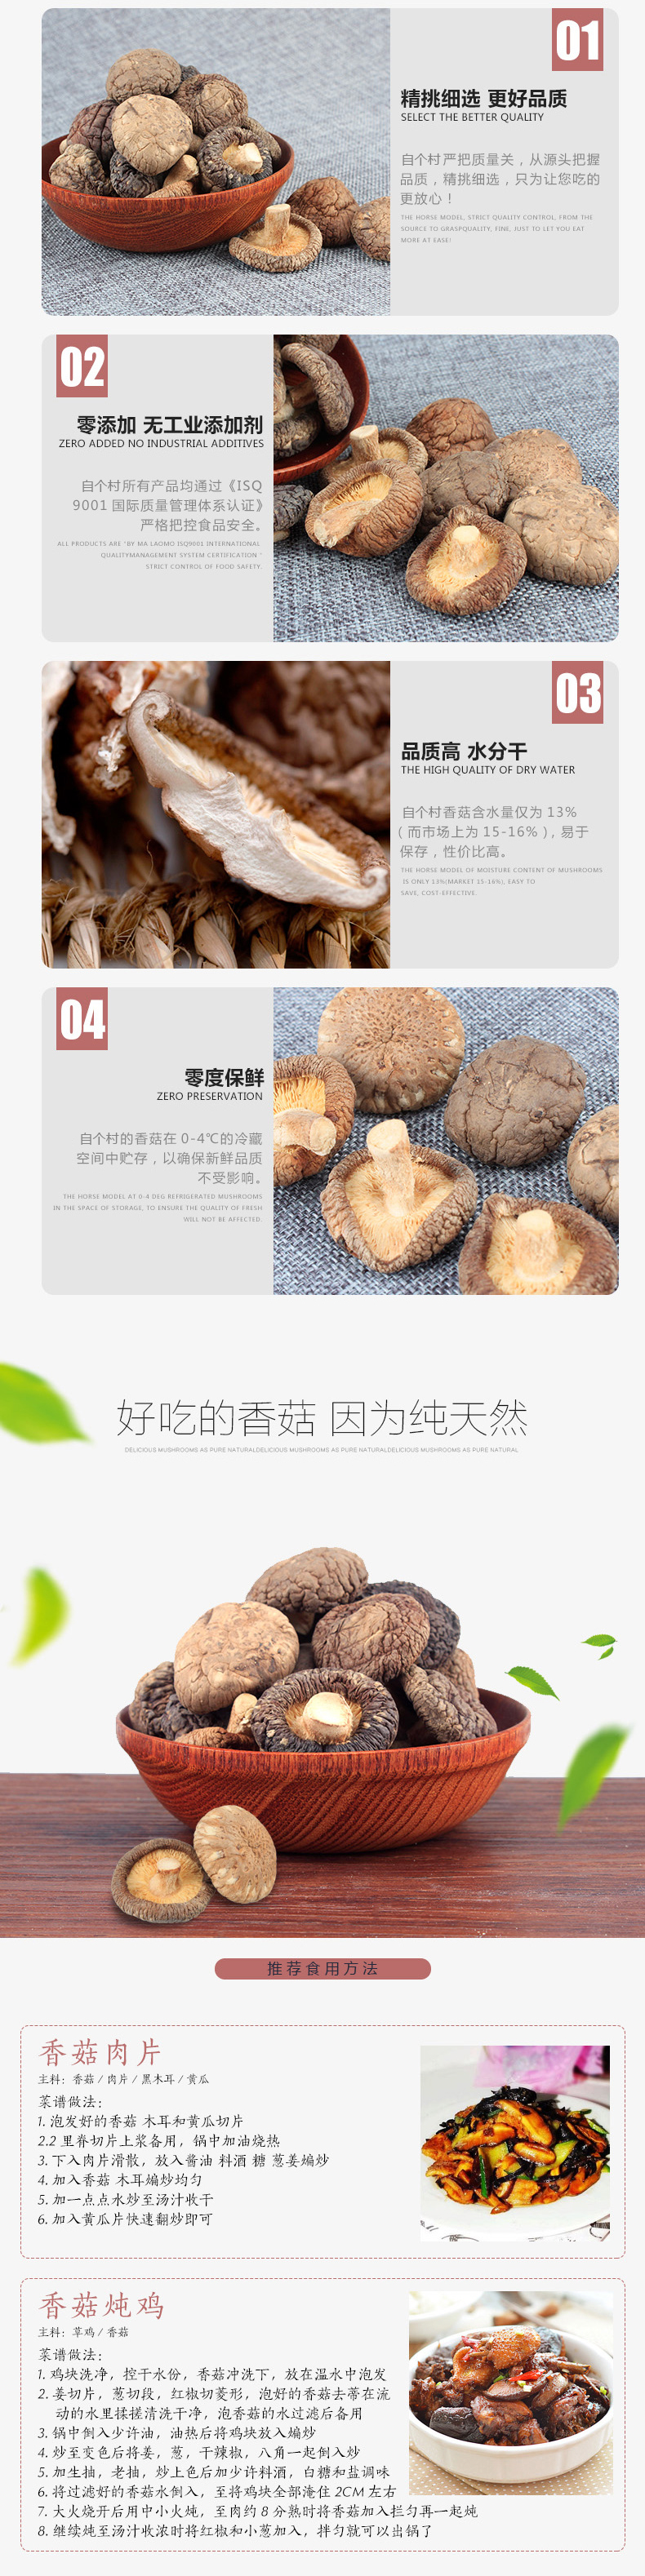 01
精挑细选 更好品质
SELECT THE BETTER QUALITY
自个村严把质量关，从源头把握
品质，精挑细选，只为让您吃的
更放心！
THE HORSE MODEL, STRICT QUALITY CONTROL, FROM THE
SOURCE TO GRASPQUALITY, FINE, JUST TO LET YOU EAT
MORE AT EASE!
02
零添加 无工业添加剂
ZERO ADDED NO INDUSTRIAL ADDITIVES
自个村所有产品均通过《ISQ
9001 国际质量管理体系认证》
严格把控食品安全。
ALL PRODUCTS ARE "BY MA LAOMO ISQ9001 INTERNATIONAL
QUALITYMANAGEMENT SYSTEM CERTIFICATION "
STRICT CONTROL OF FOOD SAFETY.
03
品质高 水分干
THE HIGH QUALITY OF DRY WATER
自个村香菇含水量仅为 13%
（而市场上为 15-16%），易于
保存，性价比高。
THE HORSE MODEL OF MOISTURE CONTENT OF MUSHROOMS
IS ONLY 13%(MARKET 15-16%), EASY TO
SAVE, COST-EFFECTIVE.
04
零度保鲜
ZERO PRESERVATION
自个村的香菇在 0-4℃的冷藏
空间中贮存，以确保新鲜品质
不受影响。
THE HORSE MODEL AT 0-4 DEG REFRIGERATED MUSHROOMS
IN THE SPACE OF STORAGE, TO ENSURE THE QUALITY OF FRESH
WILL NOT BE AFFECTED.
好吃的香菇 因为纯天然
DELICIOUS MUSHROOMS AS PURE NATURALDELICIOUS MUSHROOMS AS PURE NATURALDELICIOUS MUSHROOMS AS PURE NATURAL
推荐食用方法
香菇肉片
主料：香菇 / 肉片 / 黑木耳 / 黄瓜
菜谱做法：
1. 泡发好的香菇 木耳和黄瓜切片
2.2 里脊切片上浆备用，锅中加油烧热
3. 下入肉片滑散，放入酱油 料酒 糖 葱姜煸炒
4. 加入香菇 木耳煸炒均匀
5. 加一点点水炒至汤汁收干
6. 加入黄瓜片快速翻炒即可
香菇炖鸡
主料：草鸡 / 香菇
菜谱做法：
1. 鸡块洗净，控干水份，香菇冲洗下，放在温水中泡发
2. 姜切片，葱切段，红椒切菱形，泡好的香菇去蒂在流
动的水里揉搓清洗干净，泡香菇的水过滤后备用
3. 锅中倒入少许油，油热后将鸡块放入煸炒
4. 炒至变色后将姜，葱，干辣椒，八角一起倒入炒
5. 加生抽，老抽，炒上色后加少许料酒，白糖和盐调味
6. 将过滤好的香菇水倒入，至将鸡块全部淹住 2CM 左右
7. 大火烧开后用中小火炖，至肉约 8 分熟时将香菇加入拦匀再一起炖
8. 继续炖至汤汁收浓时将红椒和小葱加入，拌匀就可以出锅了